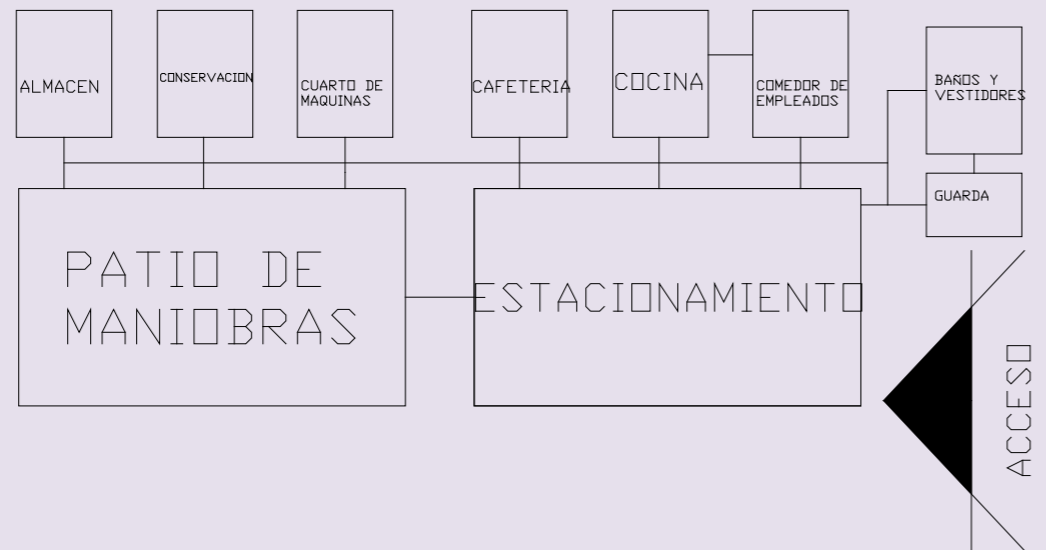 ALMACEN
CONSERVACION
CUARTO DE
MAQUINAS
CAFETERIA
COCINA
COMEDOR DE
EMPLEADOS
BAÑOS Y
VESTIDORES
GUARDA
PATIO DE
MANIOBRAS
ESTACIONAMIENTO
ACCESO